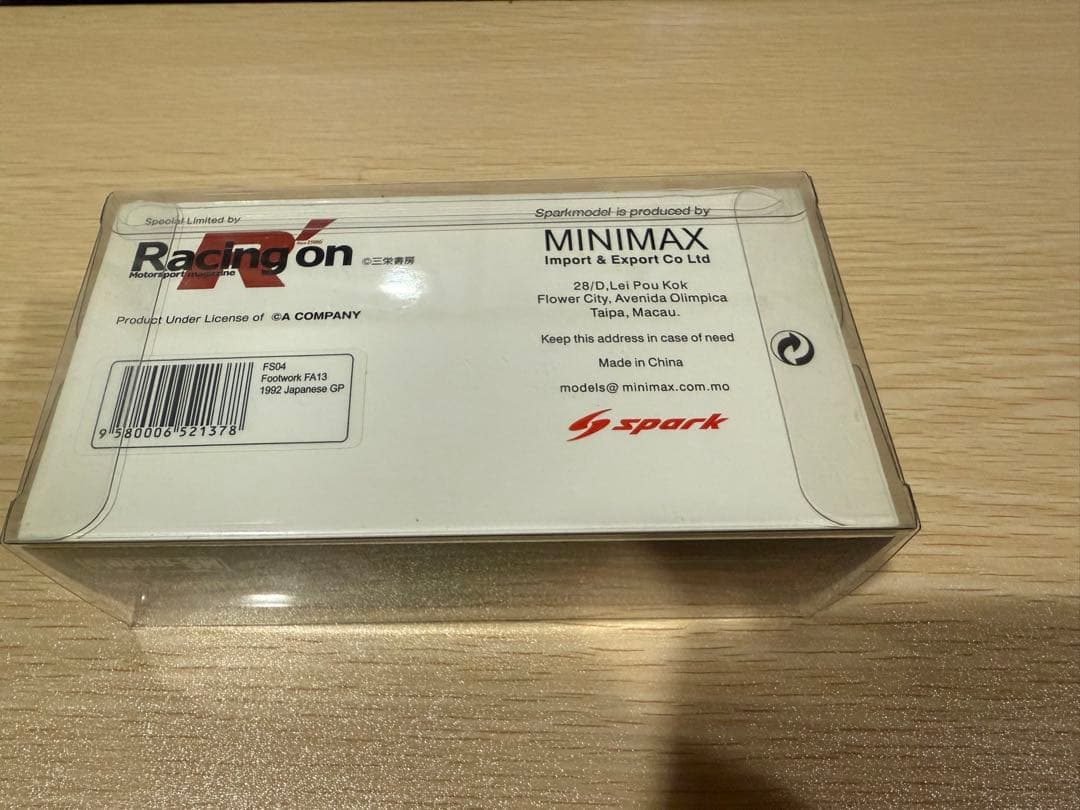 Special Limited by
Racing on
Motorsport magazine
©三栄書房
Product Under License of ©A COMPANY
FS04
Footwork FA13
1992 Japanese GP
9 580006 521378
Sparkmodel is produced by
MINIMAX
Import & Export Co Ltd
28/D,Lei Pou Kok
Flower City, Avenida Olimpica
Taipa, Macau.
Keep this address in case of need
Made in China
models@ minimax.com.mo
spark